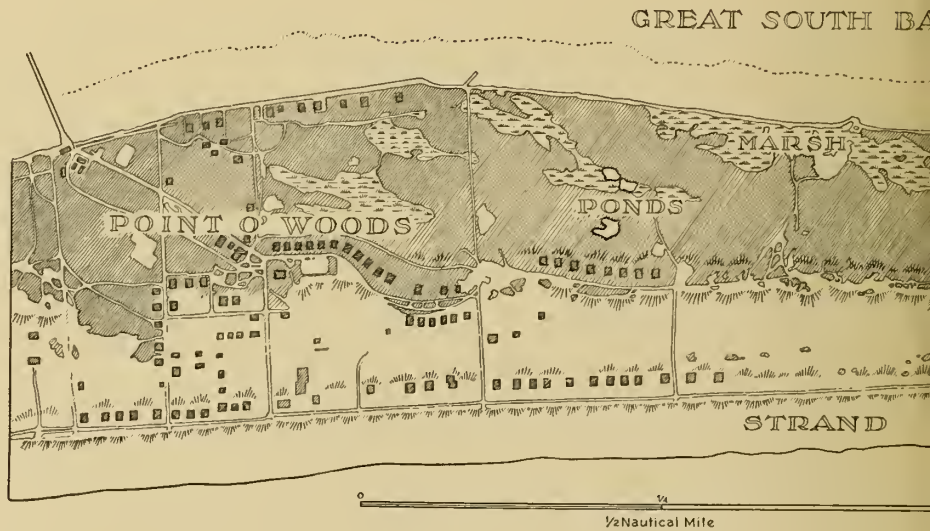 GREAT SOUTH BA
MARSH
PONDS
POINT O' WOODS
STRAND
0 1/4
1/2 Nautical Mile